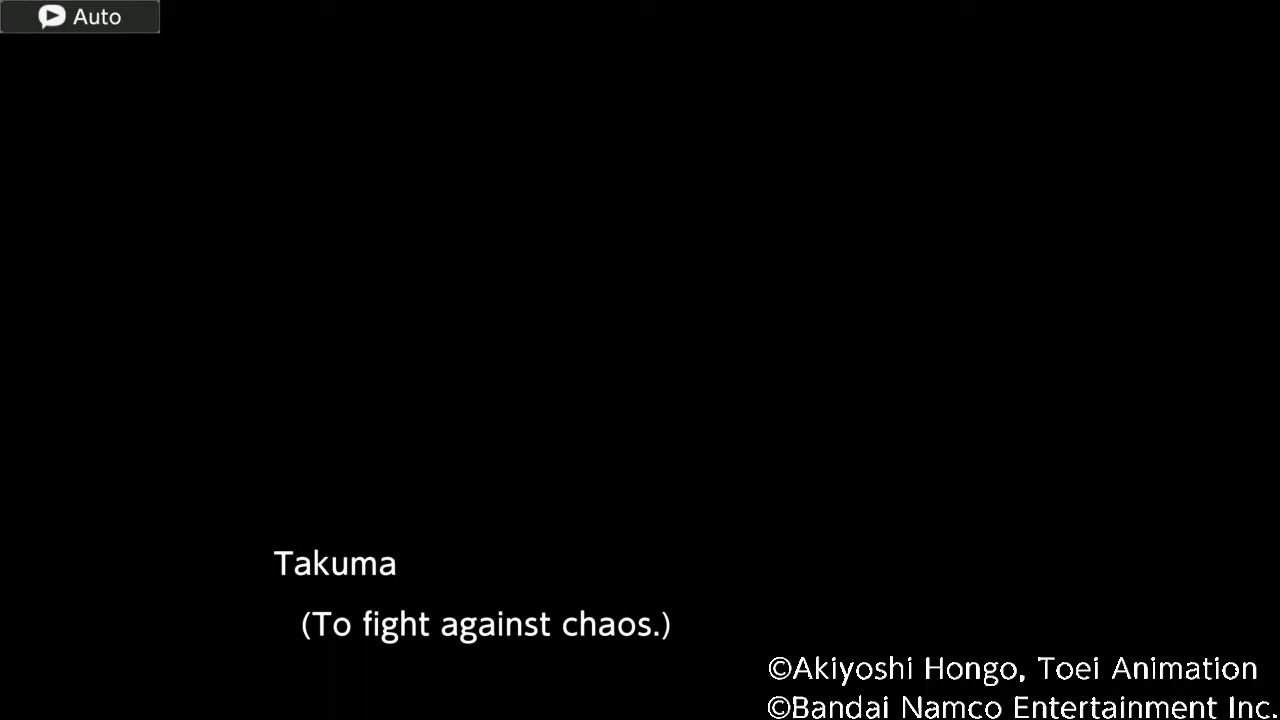 Auto
Takuma
(To fight against chaos.)
©Akiyoshi Hongo, Toei Animation
©Bandai Namco Entertainment Inc.